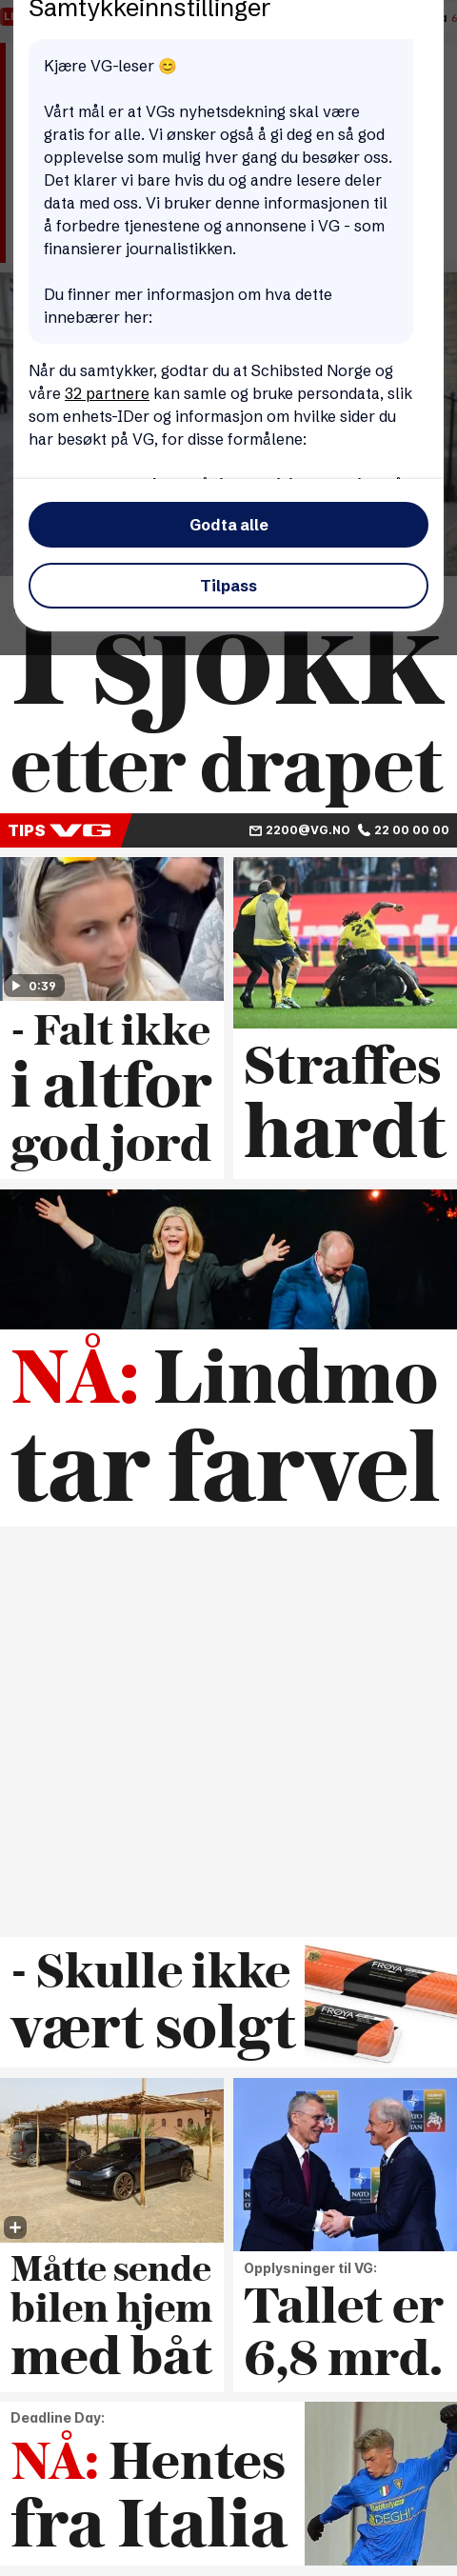 Samtykkeinnstillinger
Kjære VG-leser 😊
Vårt mål er at VGs nyhetsdekning skal være
gratis for alle. Vi ønsker også å gi deg en så god
opplevelse som mulig hver gang du besøker oss.
Det klarer vi bare hvis du og andre lesere deler
data med oss. Vi bruker denne informasjonen til
å forbedre tjenestene og annonsene i VG - som
finansierer journalistikken.
Du finner mer informasjon om hva dette
innebærer her:
Når du samtykker, godtar du at Schibsted Norge og
våre 32 partnere kan samle og bruke persondata, slik
som enhets-IDer og informasjon om hvilke sider du
har besøkt på VG, for disse formålene:
Godta alle
Tilpass
I sjokk
etter drapet
TIPS VG
2200@VG.NO 22 00 00 00
0:39
- Falt ikke
i altfor
god jord
21
Straffes
hardt
NÅ: Lindmo
tar farvel
- Skulle ikke
vært solgt
FRØYA
FRØYA
Måtte sende
bilen hjem
med båt
NATO
OTAN
Opplysninger til VG:
Tallet er
6,8 mrd.
Deadline Day:
NÅ: Hentes
fra Italia